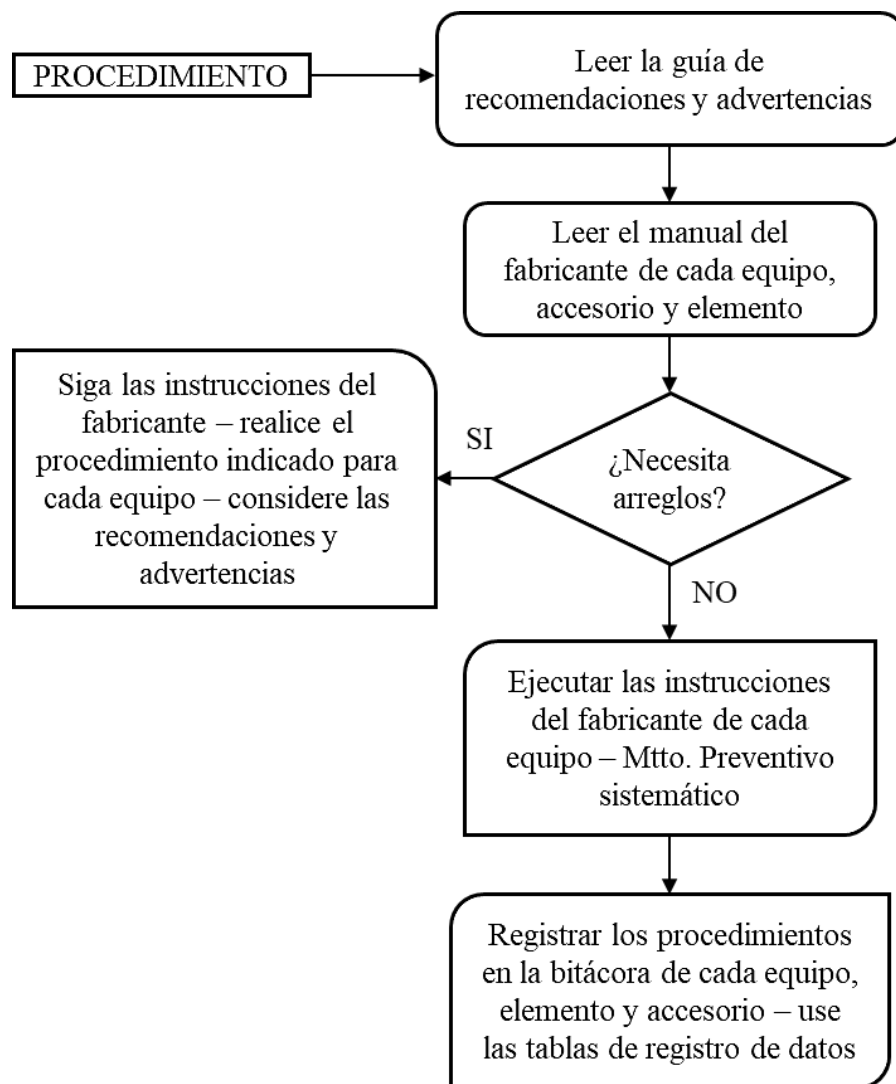 PROCEDIMIENTO
Leer la guía de
recomendaciones y advertencias
Leer el manual del
fabricante de cada equipo,
accesorio y elemento
¿Necesita
arreglos?
SI
Siga las instrucciones del
fabricante – realice el
procedimiento indicado para
cada equipo – considere las
recomendaciones y
advertencias
NO
Ejecutar las instrucciones
del fabricante de cada
equipo – Mtto. Preventivo
sistemático
Registrar los procedimientos
en la bitácora de cada equipo,
elemento y accesorio – use
las tablas de registro de datos